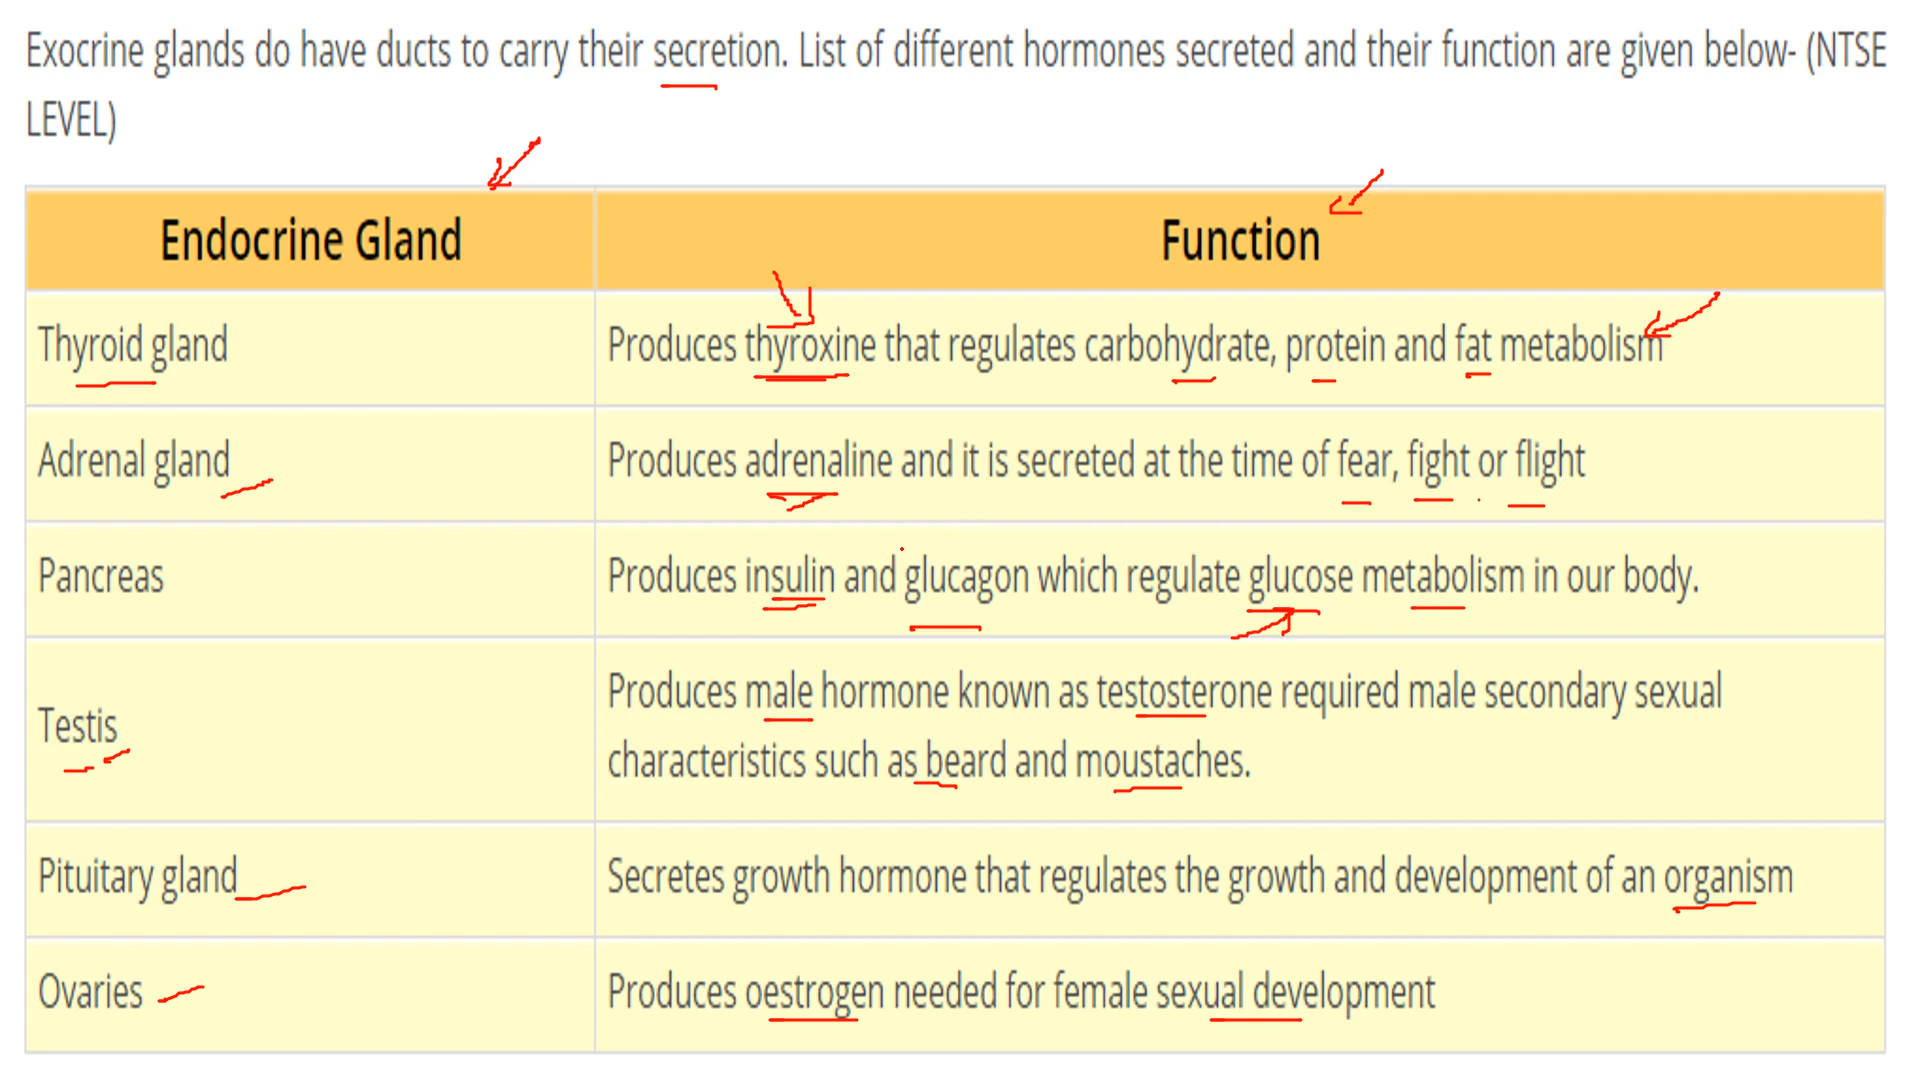 Exocrine glands do have ducts to carry their secretion. List of different hormones secreted and their function are given below- (NTSE
LEVEL)
Endocrine Gland Function
Thyroid gland Produces thyroxine that regulates carbohydrate, protein and fat metabolism
Adrenal gland Produces adrenaline and it is secreted at the time of fear, fight or flight
Pancreas Produces insulin and glucagon which regulate glucose metabolism in our body.
Testis Produces male hormone known as testosterone required male secondary sexual
characteristics such as beard and moustaches.
Pituitary gland Secretes growth hormone that regulates the growth and development of an organism
Ovaries Produces oestrogen needed for female sexual development